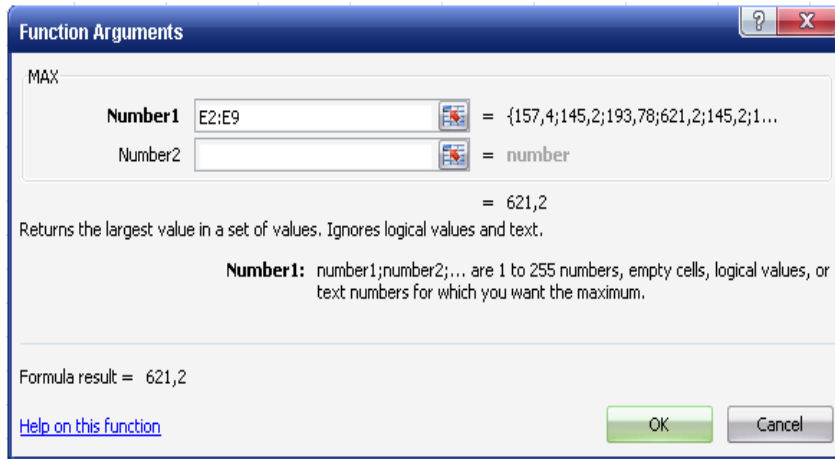 Function Arguments
?
X
MAX
Number1 E2:E9 = {157,4;145,2;193,78;621,2;145,2;1...
Number2 = number
= 621,2
Returns the largest value in a set of values. Ignores logical values and text.
Number1: number1;number2;... are 1 to 255 numbers, empty cells, logical values, or
text numbers for which you want the maximum.
Formula result = 621,2
Help on this function
OK
Cancel